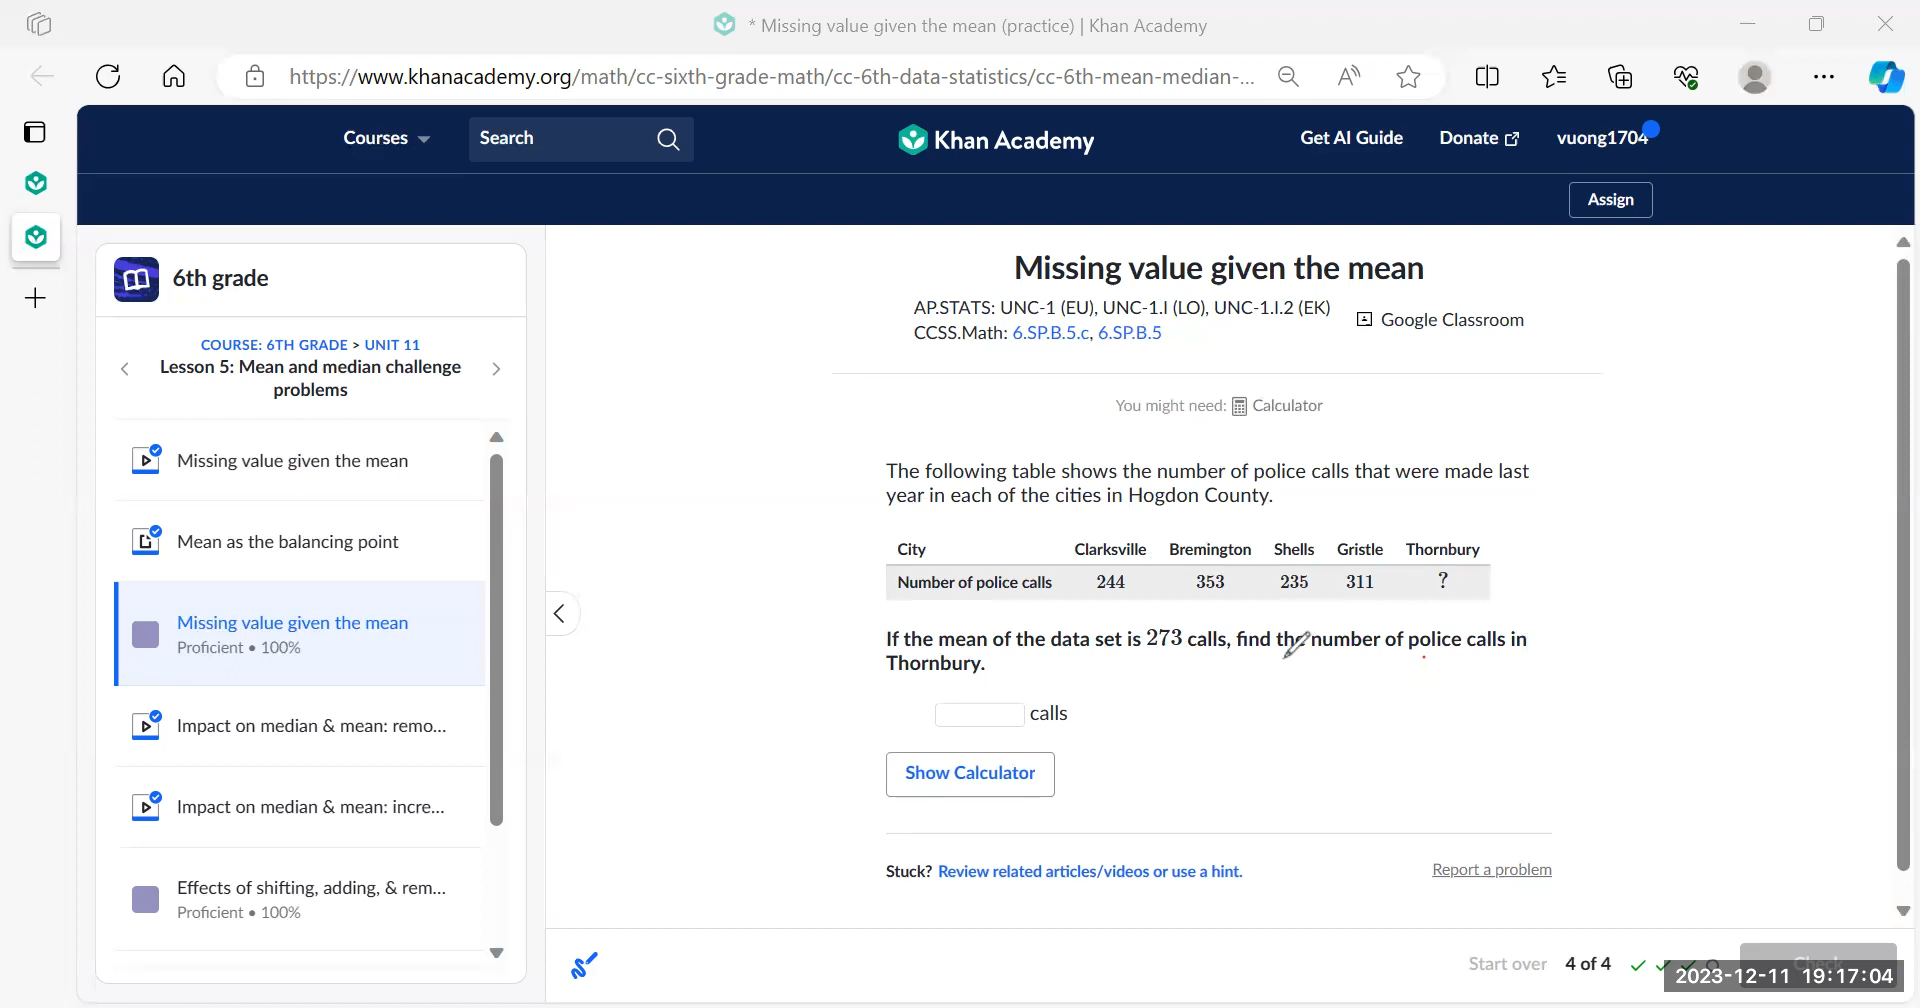 * Missing value given the mean (practice) | Khan Academy
https://www.khanacademy.org/math/cc-sixth-grade-math/cc-6th-data-statistics/cc-6th-mean-median-...
Courses
Search
Khan Academy
Get AI Guide
Donate
vuong1704
Assign
6th grade
COURSE: 6TH GRADE > UNIT 11
Lesson 5: Mean and median challenge
problems
Missing value given the mean
Mean as the balancing point
Missing value given the mean
Proficient • 100%
Impact on median & mean: remo...
Impact on median & mean: incre...
Effects of shifting, adding, & rem...
Proficient • 100%
Missing value given the mean
AP.STATS: UNC‑1 (EU), UNC‑1.I (LO), UNC‑1.I.2 (EK)
CCSS.Math: 6.SP.B.5.c, 6.SP.B.5
Google Classroom
You might need: Calculator
The following table shows the number of police calls that were made last
year in each of the cities in Hogdon County.
City Clarksville Bremington Shells Gristle Thornbury
Number of police calls 244 353 235 311 ?
If the mean of the data set is 273 calls, find the number of police calls in
Thornbury.
calls
Show Calculator
Stuck? Review related articles/videos or use a hint.
Report a problem
Start over
4 of 4
Check
2023-12-11 19:17:04